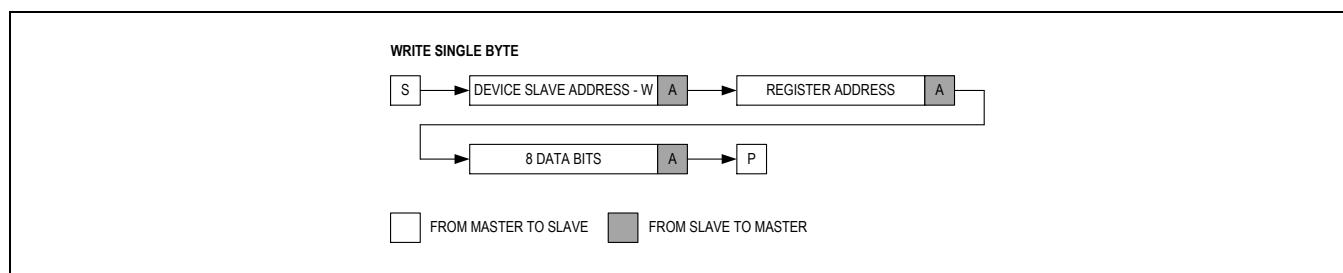 WRITE SINGLE BYTE
S DEVICE SLAVE ADDRESS - W A REGISTER ADDRESS A
8 DATA BITS A P
FROM MASTER TO SLAVE FROM SLAVE TO MASTER